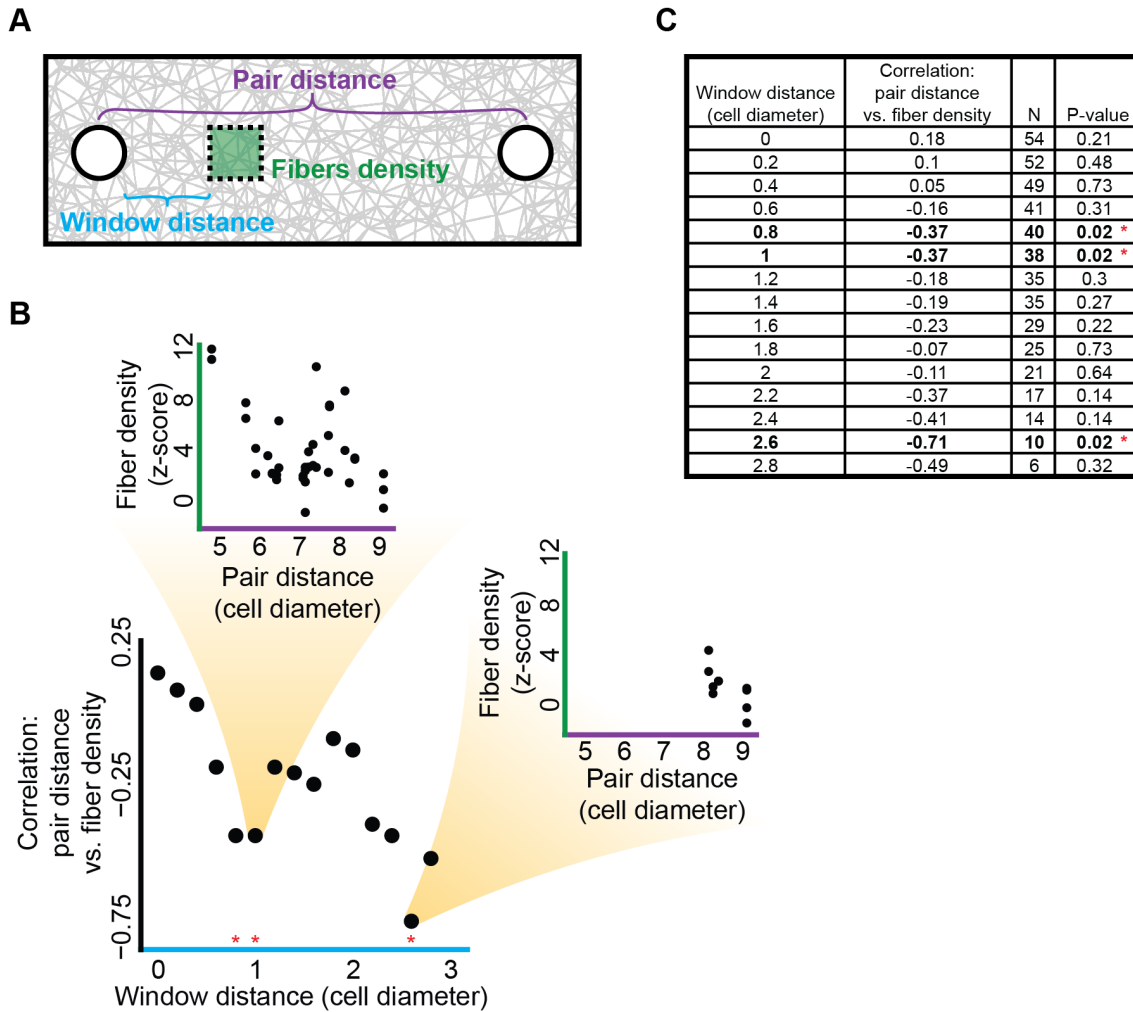 A
Pair distance
Fibers density
Window distance
B
12
8
4
0
Fiber density
(z-score)
5 6 7 8 9
Pair distance
(cell diameter)
12
8
4
0
Fiber density
(z-score)
5 6 7 8 9
Pair distance
(cell diameter)
0.25
-0.25
-0.75
Correlation:
pair distance
vs. fiber density
* * *
0 1 2 3
Window distance (cell diameter)
C
Window distance (cell diameter) Correlation: pair distance vs. fiber density N P-value
0 0.18 54 0.21
0.2 0.1 52 0.48
0.4 0.05 49 0.73
0.6 -0.16 41 0.31
0.8 -0.37 40 0.02 *
1 -0.37 38 0.02 *
1.2 -0.18 35 0.3
1.4 -0.19 35 0.27
1.6 -0.23 29 0.22
1.8 -0.07 25 0.73
2 -0.11 21 0.64
2.2 -0.37 17 0.14
2.4 -0.41 14 0.14
2.6 -0.71 10 0.02 *
2.8 -0.49 6 0.32